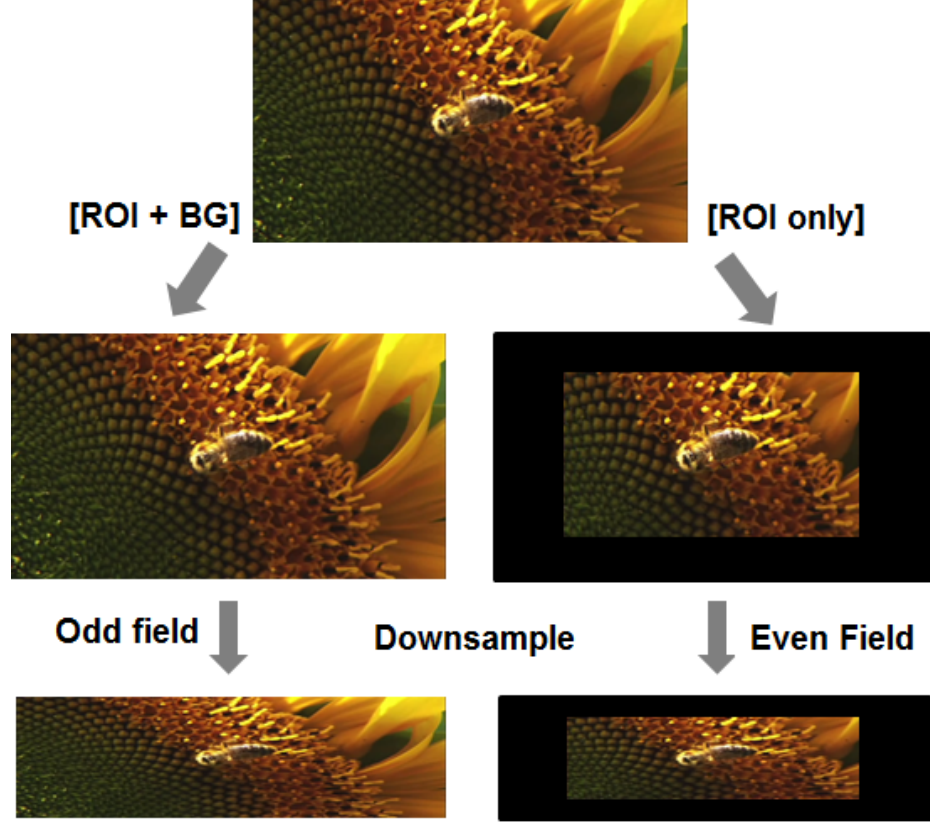 [ROI + BG]
[ROI only]
Odd field
Downsample
Even Field